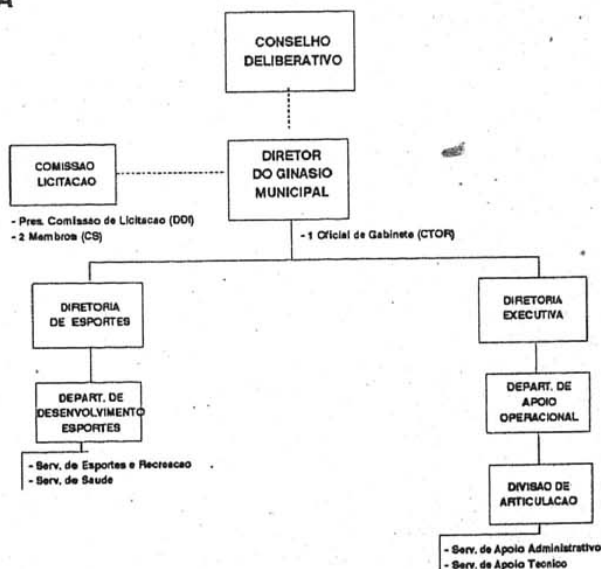 A
CONSELHO
DELIBERATIVO
COMISSAO
LICITACAO
DIRETOR
DO GINASIO
MUNICIPAL
- Pres. Comissao de Licitacao (DDI)
- 2 Membros (CS)
- 1 Oficial de Gabinete (CTOR)
DIRETORIA
DE ESPORTES
DIRETORIA
EXECUTIVA
DEPART. DE
DESENVOLVIMENTO
ESPORTES
DEPART. DE
APOIO
OPERACIONAL
- Serv. de Esportes e Recreacao
- Serv. de Saude
DIVISAO DE
ARTICULACAO
- Serv. de Apoio Administrativo
- Serv. de Apoio Tecnico